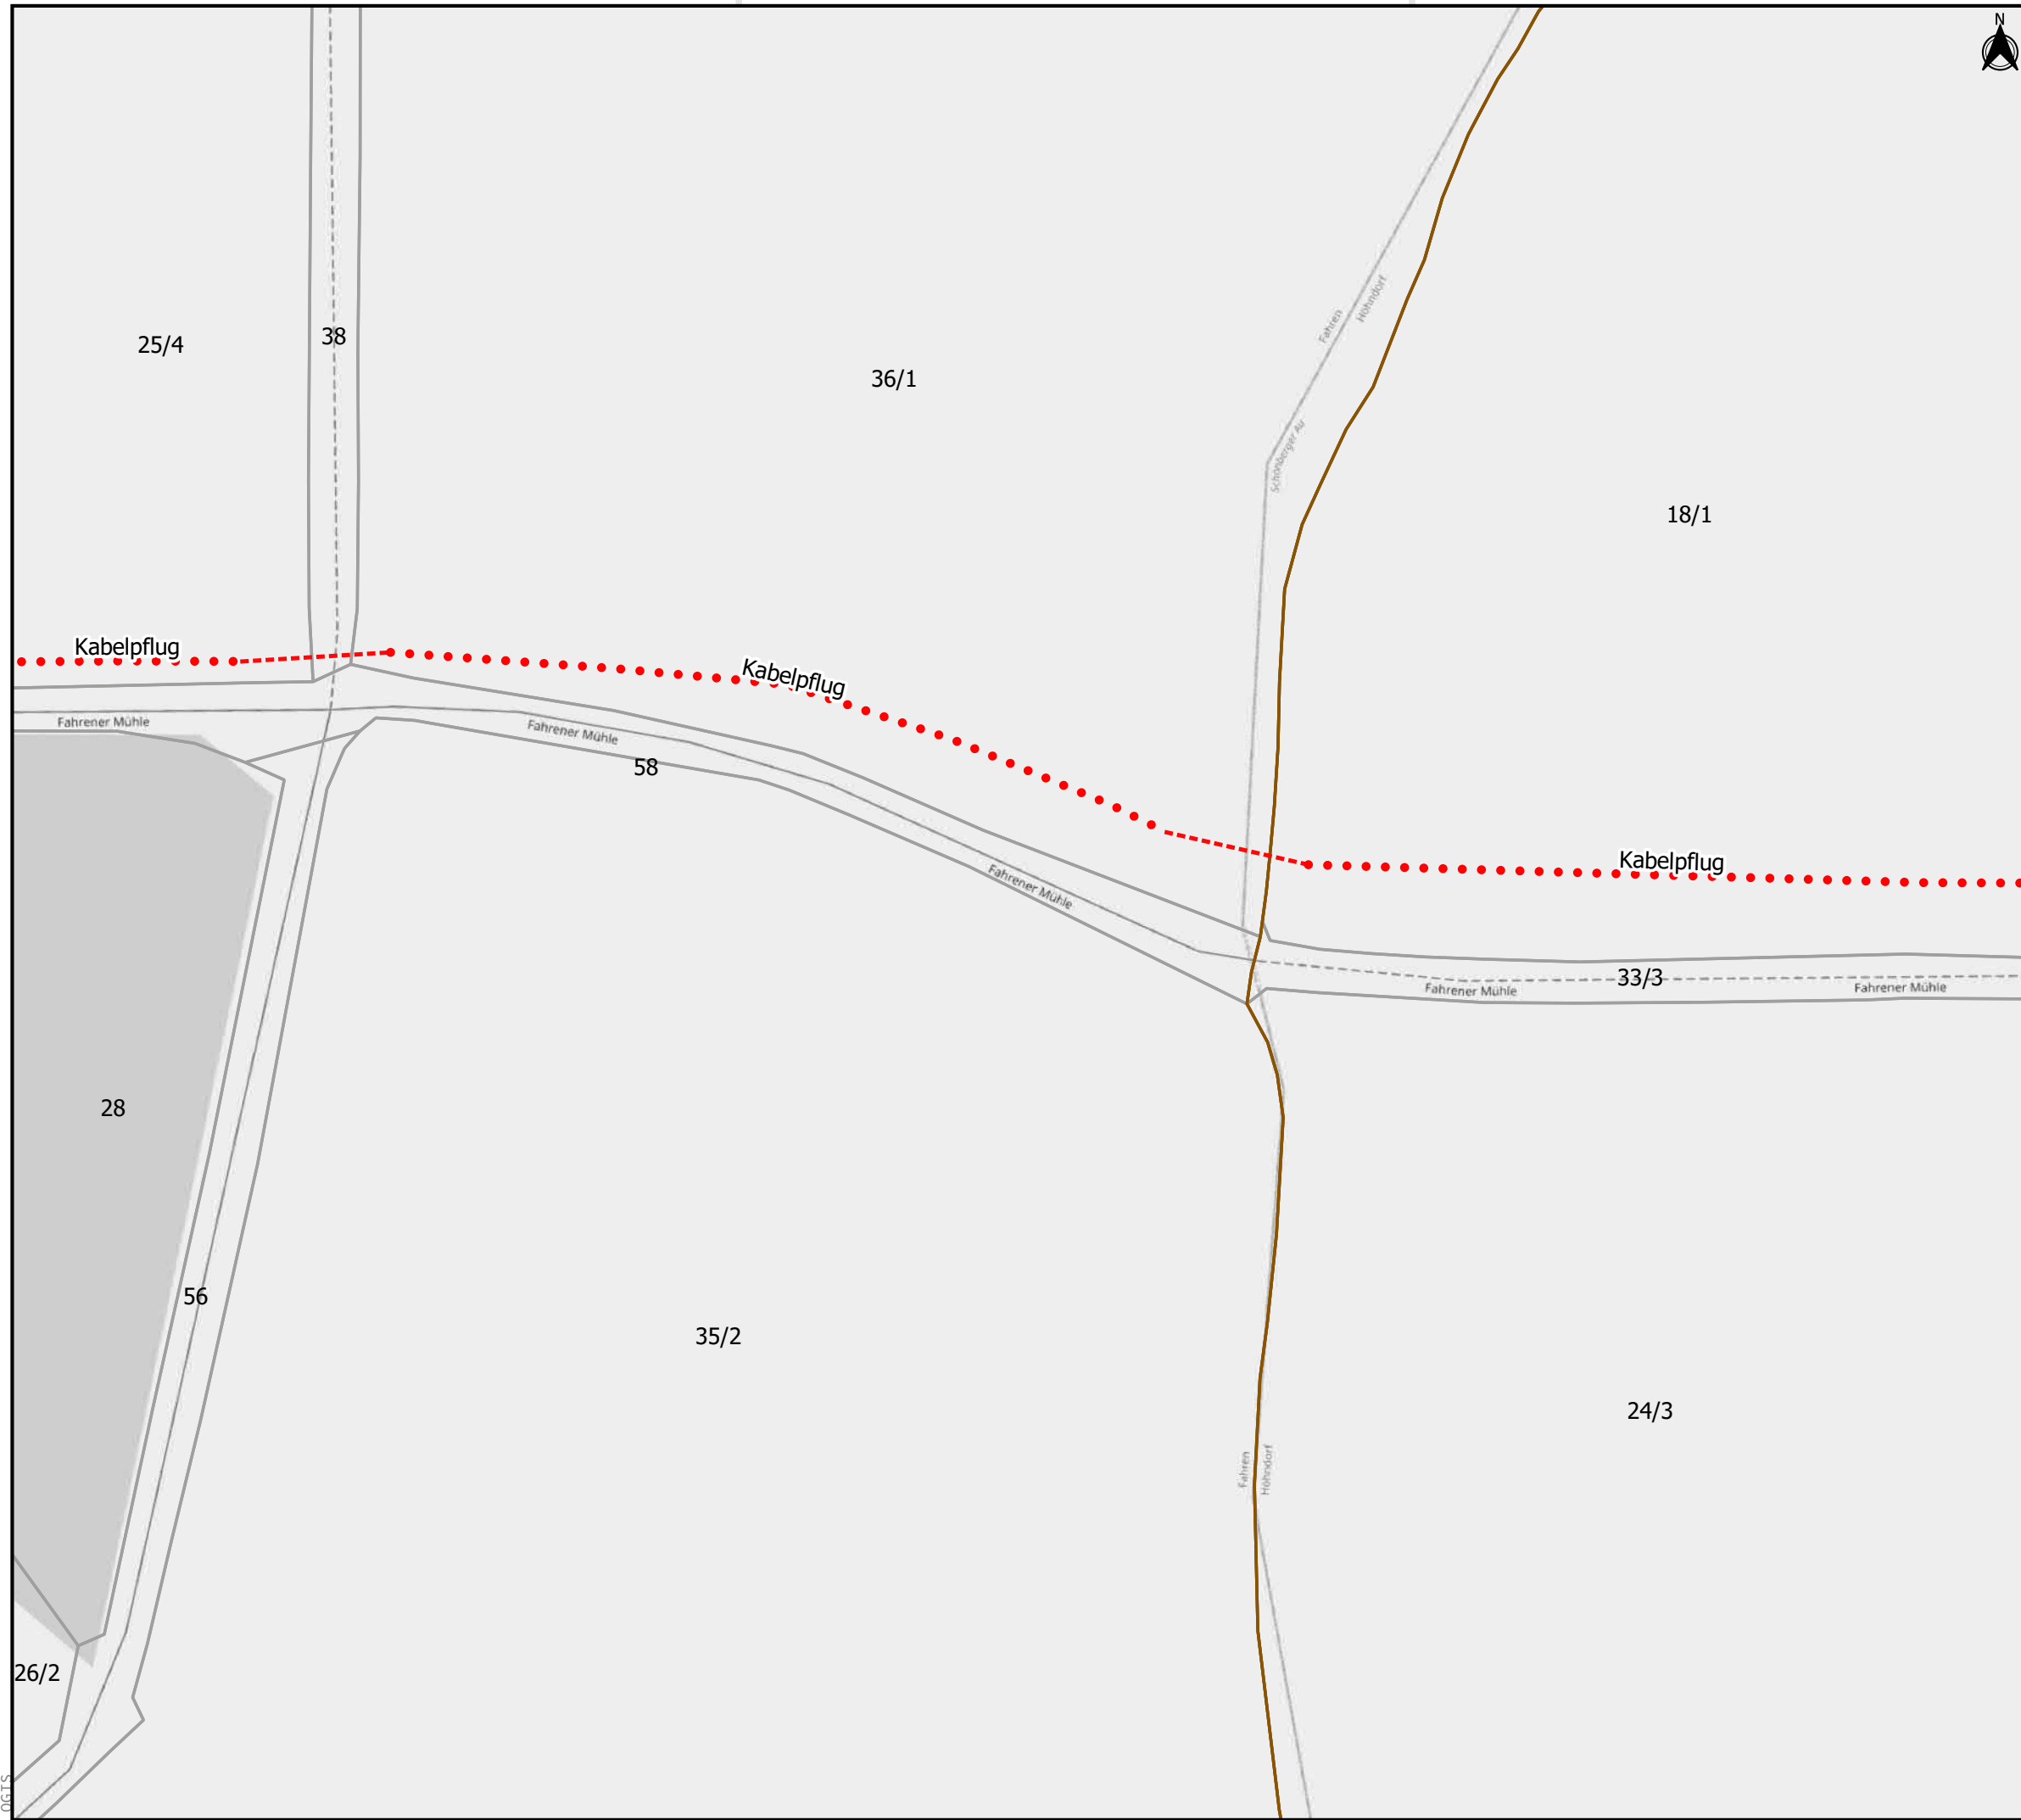 N
Fahren
Höhndorf
38
25/4
36/1
Schönberger Au
18/1
Kabelpflug
Kabelpflug
Fahrener Mühle
Fahrener Mühle
58
Kabelpflug
Fahrener Mühle
33/3
Fahrener Mühle
Fahrener Mühle
28
56
35/2
24/3
Fahren
Höhndorf
26/2
QGIS